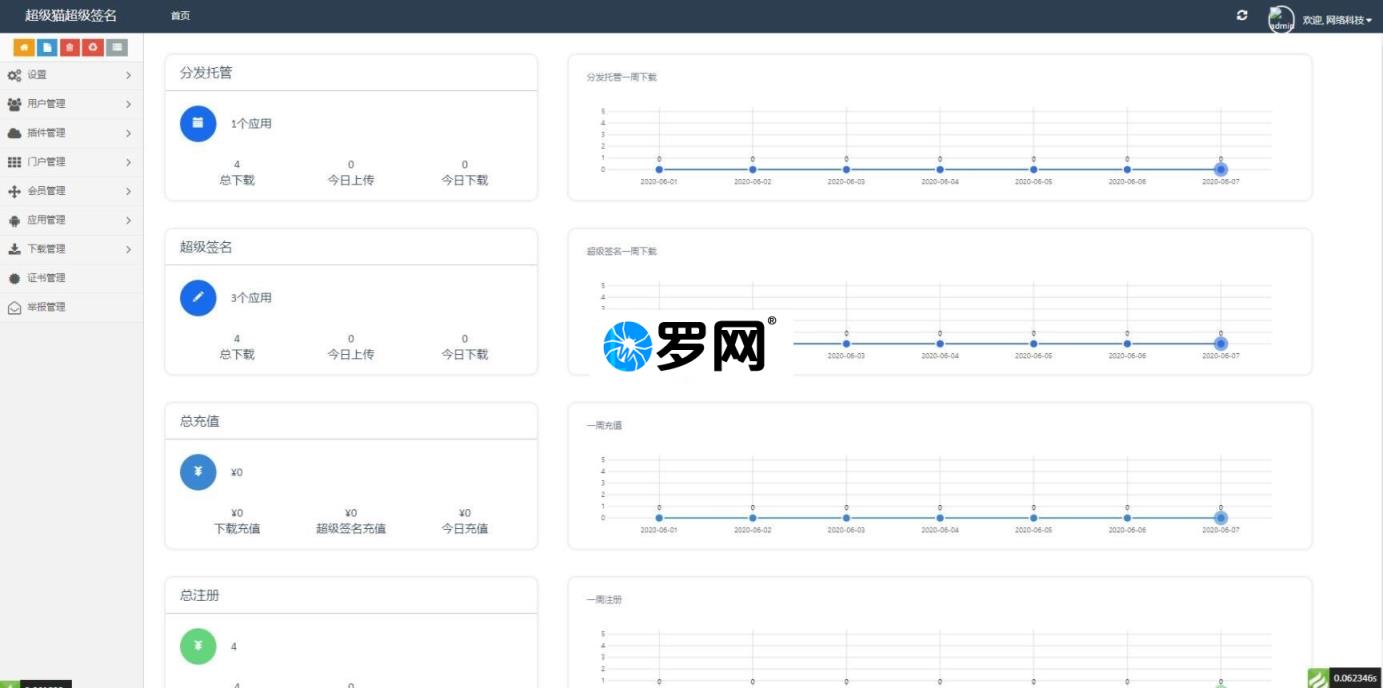 超级猫超级签名
首页
admin
欢迎, 网络科技
设置
用户管理
插件管理
门户管理
会员管理
应用管理
下载管理
证书管理
举报管理
分发托管
1个应用
4 0 0
总下载 今日上传 今日下载
分发托管一周下载
5
4
3
2
1
0
0 0 0 0 0 0 0
2020-06-01 2020-06-02 2020-06-03 2020-06-04 2020-06-05 2020-06-06 2020-06-07
超级签名
3个应用
4 0 0
总下载 今日上传 今日下载
超级签名一周下载
5
4
3
0 0 0 0 0
2020-06-03 2020-06-04 2020-06-05 2020-06-06 2020-06-07
罗网®
总充值
¥0
¥0 ¥0 ¥0
下载充值 超级签名充值 今日充值
一周充值
5
4
3
2
1
0
0 0 0 0 0 0 0
2020-06-01 2020-06-02 2020-06-03 2020-06-04 2020-06-05 2020-06-06 2020-06-07
总注册
4
4 0
一周注册
5
4
3
2
1
0 0 0 0 0 0 0
0.062346s